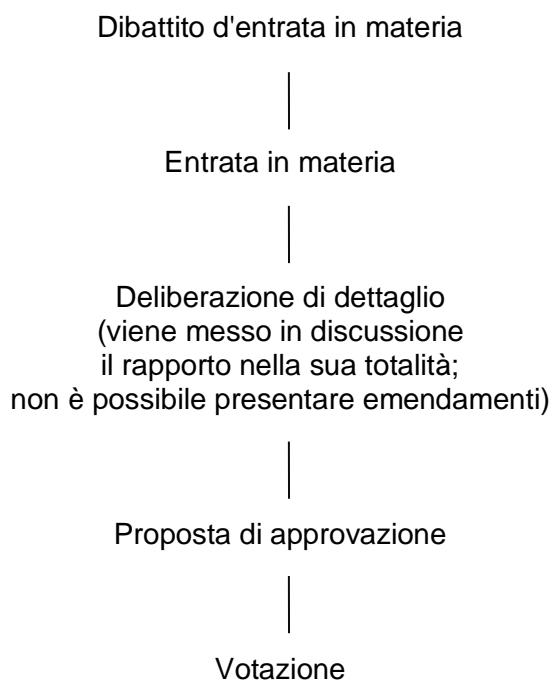 Dibattito d'entrata in materia
Entrata in materia
Deliberazione di dettaglio
(viene messo in discussione
il rapporto nella sua totalità;
non è possibile presentare emendamenti)
Proposta di approvazione
Votazione